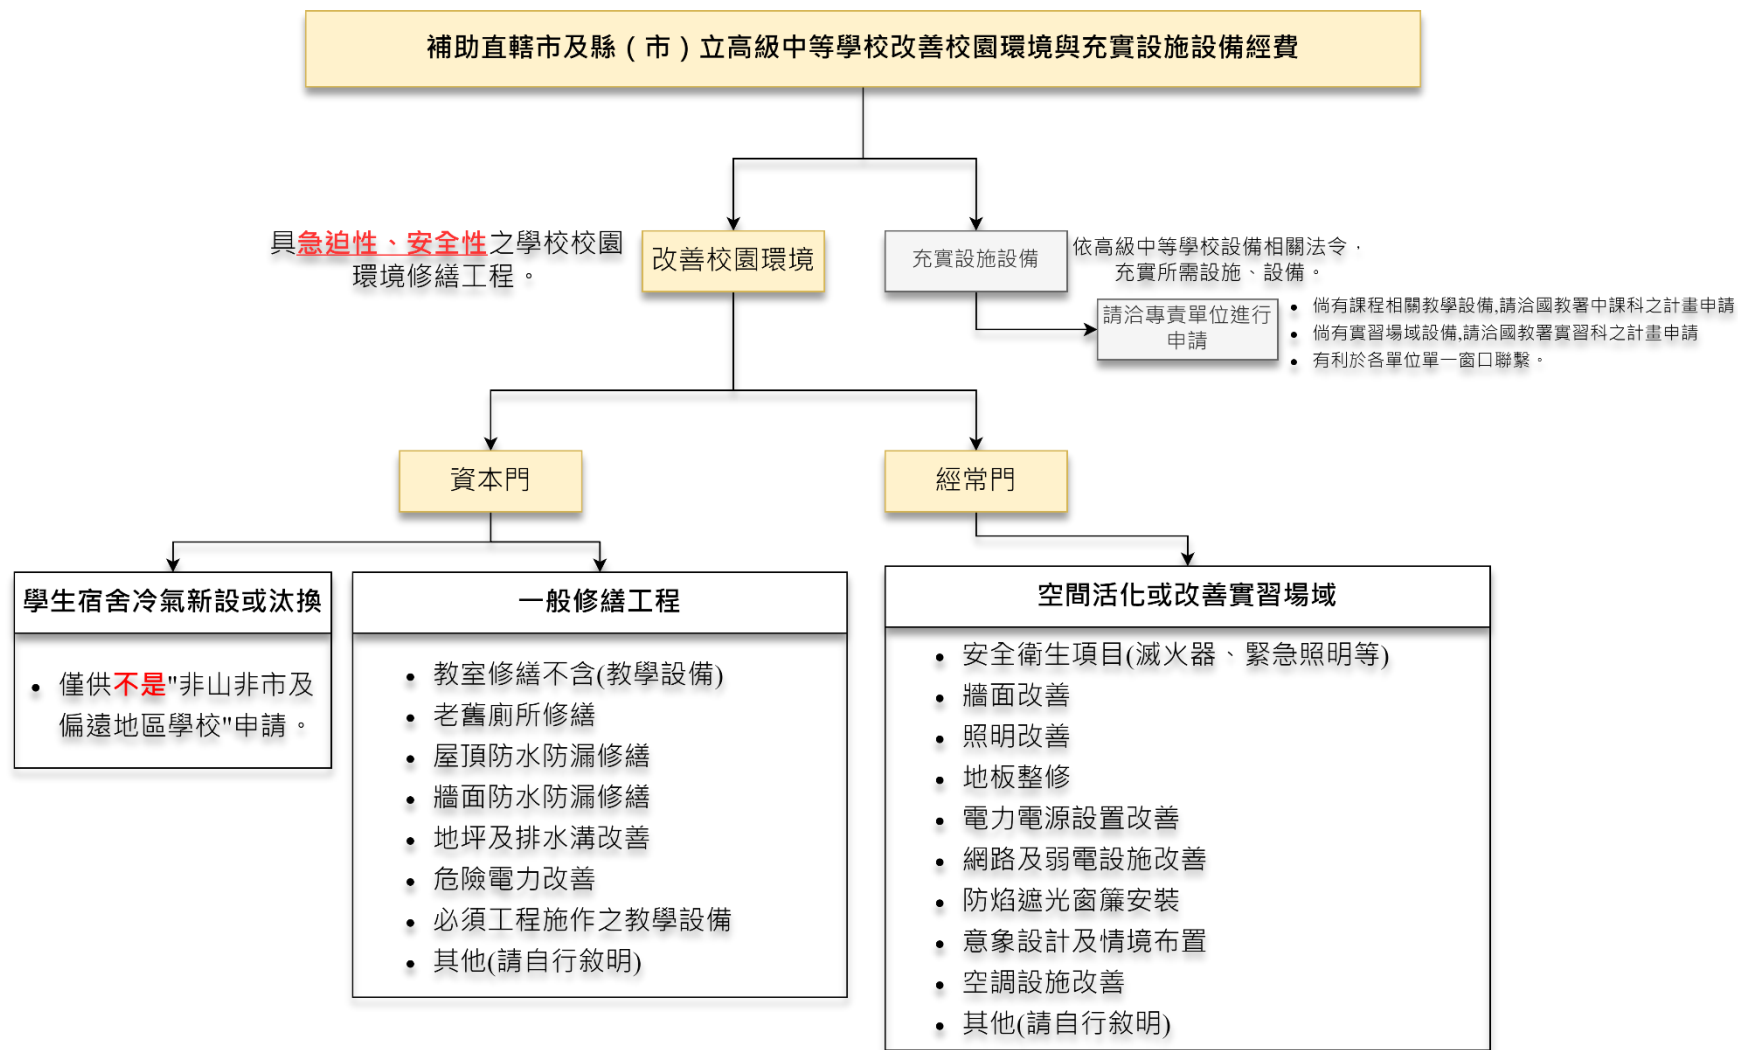 補助直轄市及縣（市）立高級中等學校改善校園環境與充實設施設備經費
具急迫性、安全性之學校校園
環境修繕工程。
改善校園環境
充實設施設備
依高級中等學校設備相關法令，
充實所需設施、設備。
請洽專責單位進行
申請
• 倘有課程相關教學設備,請洽國教署中課科之計畫申請
• 倘有實習場域設備,請洽國教署實習科之計畫申請
• 有利於各單位單一窗口聯繫。
資本門
經常門
學生宿舍冷氣新設或汰換
• 僅供不是"非山非市及
偏遠地區學校"申請。
一般修繕工程
• 教室修繕不含(教學設備)
• 老舊廁所修繕
• 屋頂防水防漏修繕
• 牆面防水防漏修繕
• 地坪及排水溝改善
• 危險電力改善
• 必須工程施作之教學設備
• 其他(請自行敘明)
空間活化或改善實習場域
• 安全衛生項目(滅火器、緊急照明等)
• 牆面改善
• 照明改善
• 地板整修
• 電力電源設置改善
• 網路及弱電設施改善
• 防焰遮光窗簾安裝
• 意象設計及情境布置
• 空調設施改善
• 其他(請自行敘明)